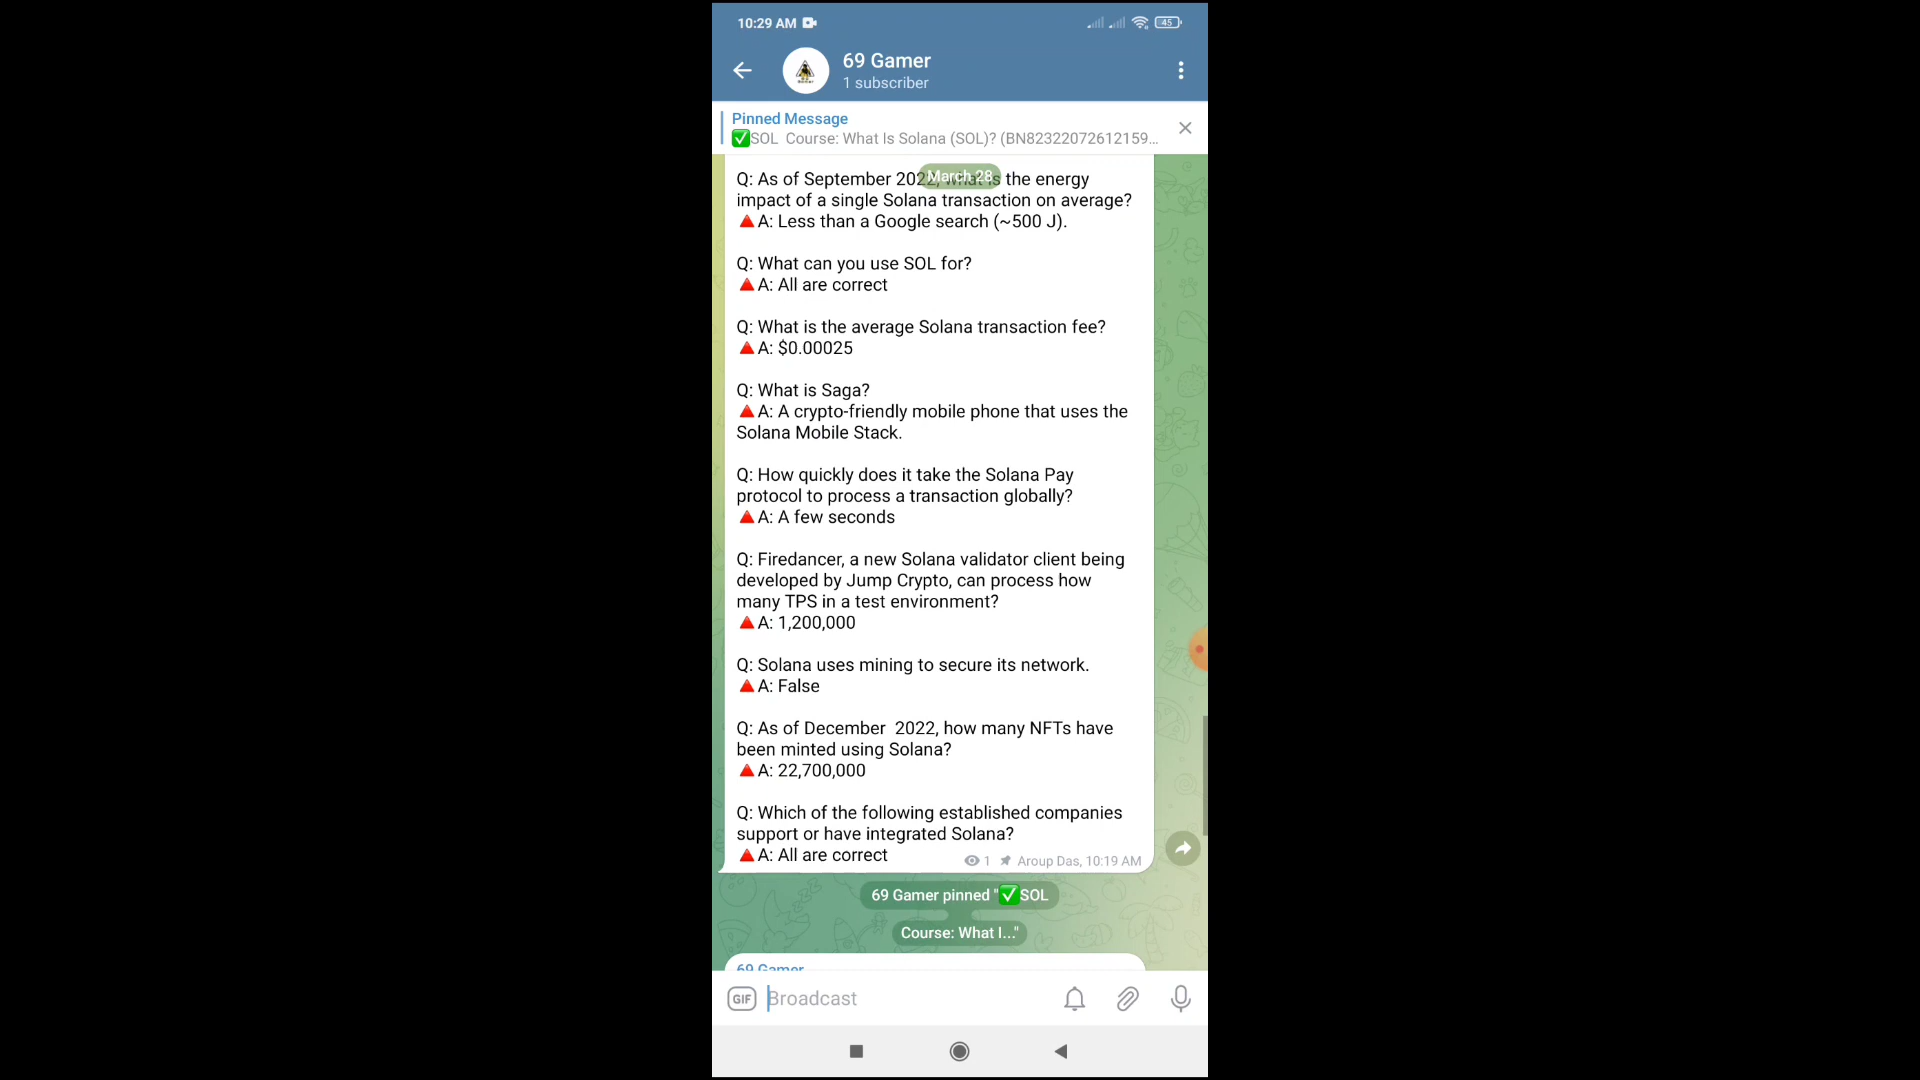 10:29 AM
45
69 Gamer
1 subscriber
Pinned Message
✅SOL Course: What Is Solana (SOL)? (BN82322072612159...
March 28
Q: As of September 2022, what is the energy
impact of a single Solana transaction on average?
🔺A: Less than a Google search (~500 J).
Q: What can you use SOL for?
🔺A: All are correct
Q: What is the average Solana transaction fee?
🔺A: $0.00025
Q: What is Saga?
🔺A: A crypto-friendly mobile phone that uses the
Solana Mobile Stack.
Q: How quickly does it take the Solana Pay
protocol to process a transaction globally?
🔺A: A few seconds
Q: Firedancer, a new Solana validator client being
developed by Jump Crypto, can process how
many TPS in a test environment?
🔺A: 1,200,000
Q: Solana uses mining to secure its network.
🔺A: False
Q: As of December  2022, how many NFTs have
been minted using Solana?
🔺A: 22,700,000
Q: Which of the following established companies
support or have integrated Solana?
🔺A: All are correct
1 Aroup Das, 10:19 AM
69 Gamer pinned "✅SOL
Course: What I..."
69 Gamer
GIF Broadcast